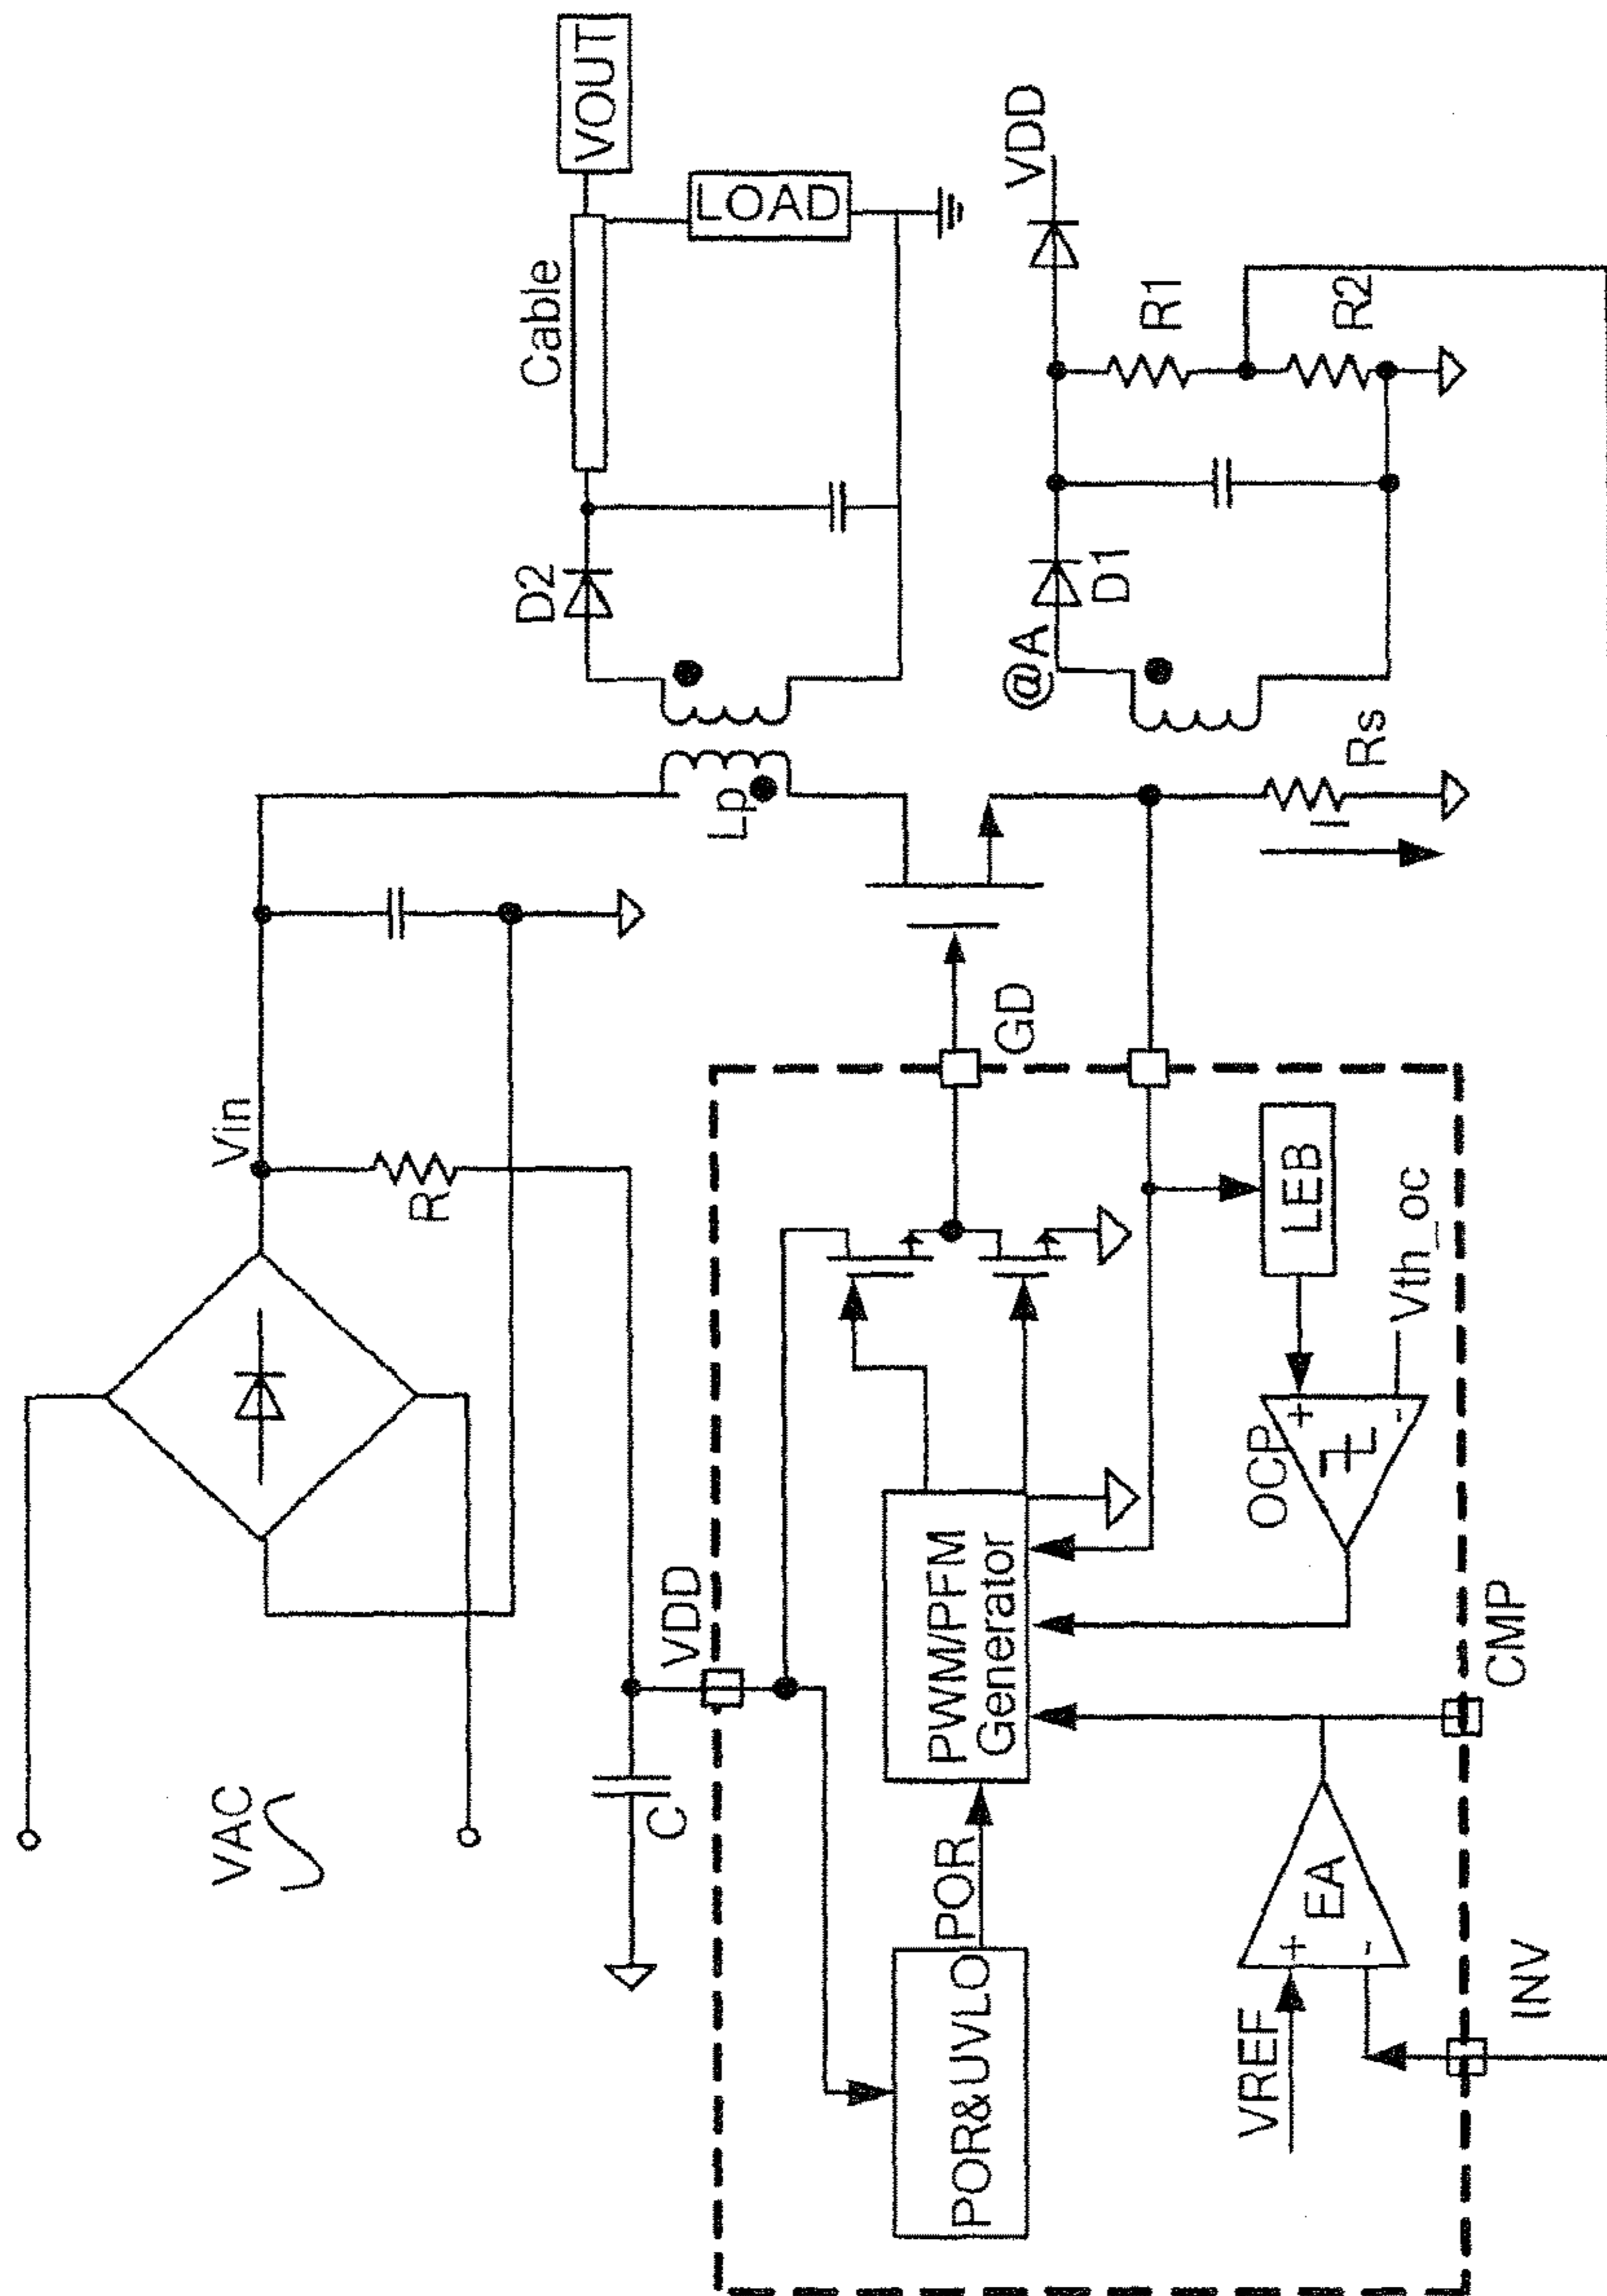 VAC
Vin
R
C
VDD
Lp
D2
Cable
VOUT
LOAD
@A
D1
VDD
R1
R2
Rs
I
GD
POR&UVLO
POR
PWM/PFM
Generator
LEB
OCP
+
-
Vth_oc
VREF
EA
+
-
CMP
INV